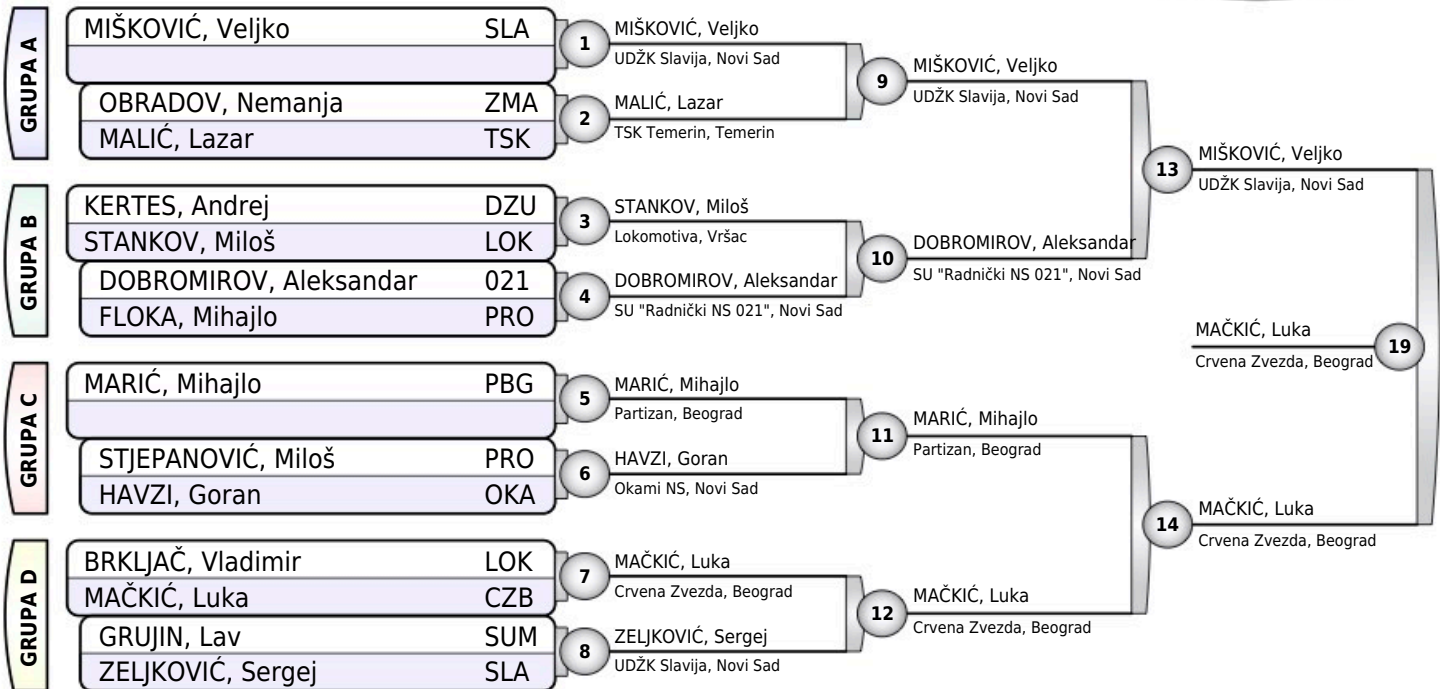 GRUPA A
MIŠKOVIĆ, Veljko SLA
OBRADOV, Nemanja ZMA
MALIĆ, Lazar TSK
GRUPA B
KERTES, Andrej DZU
STANKOV, Miloš LOK
DOBROMIROV, Aleksandar 021
FLOKA, Mihajlo PRO
GRUPA C
MARIĆ, Mihajlo PBG
STJEPANOVIĆ, Miloš PRO
HAVZI, Goran OKA
GRUPA D
BRKLJAČ, Vladimir LOK
MAČKIĆ, Luka CZB
GRUJIN, Lav SUM
ZELJKOVIĆ, Sergej SLA
1
MIŠKOVIĆ, Veljko
UDŽK Slavija, Novi Sad
2
MALIĆ, Lazar
TSK Temerin, Temerin
3
STANKOV, Miloš
Lokomotiva, Vršac
4
DOBROMIROV, Aleksandar
SU "Radnički NS 021", Novi Sad
5
MARIĆ, Mihajlo
Partizan, Beograd
6
HAVZI, Goran
Okami NS, Novi Sad
7
MAČKIĆ, Luka
Crvena Zvezda, Beograd
8
ZELJKOVIĆ, Sergej
UDŽK Slavija, Novi Sad
9
MIŠKOVIĆ, Veljko
UDŽK Slavija, Novi Sad
10
DOBROMIROV, Aleksandar
SU "Radnički NS 021", Novi Sad
11
MARIĆ, Mihajlo
Partizan, Beograd
12
MAČKIĆ, Luka
Crvena Zvezda, Beograd
13
MIŠKOVIĆ, Veljko
UDŽK Slavija, Novi Sad
14
MAČKIĆ, Luka
Crvena Zvezda, Beograd
MAČKIĆ, Luka
Crvena Zvezda, Beograd
19